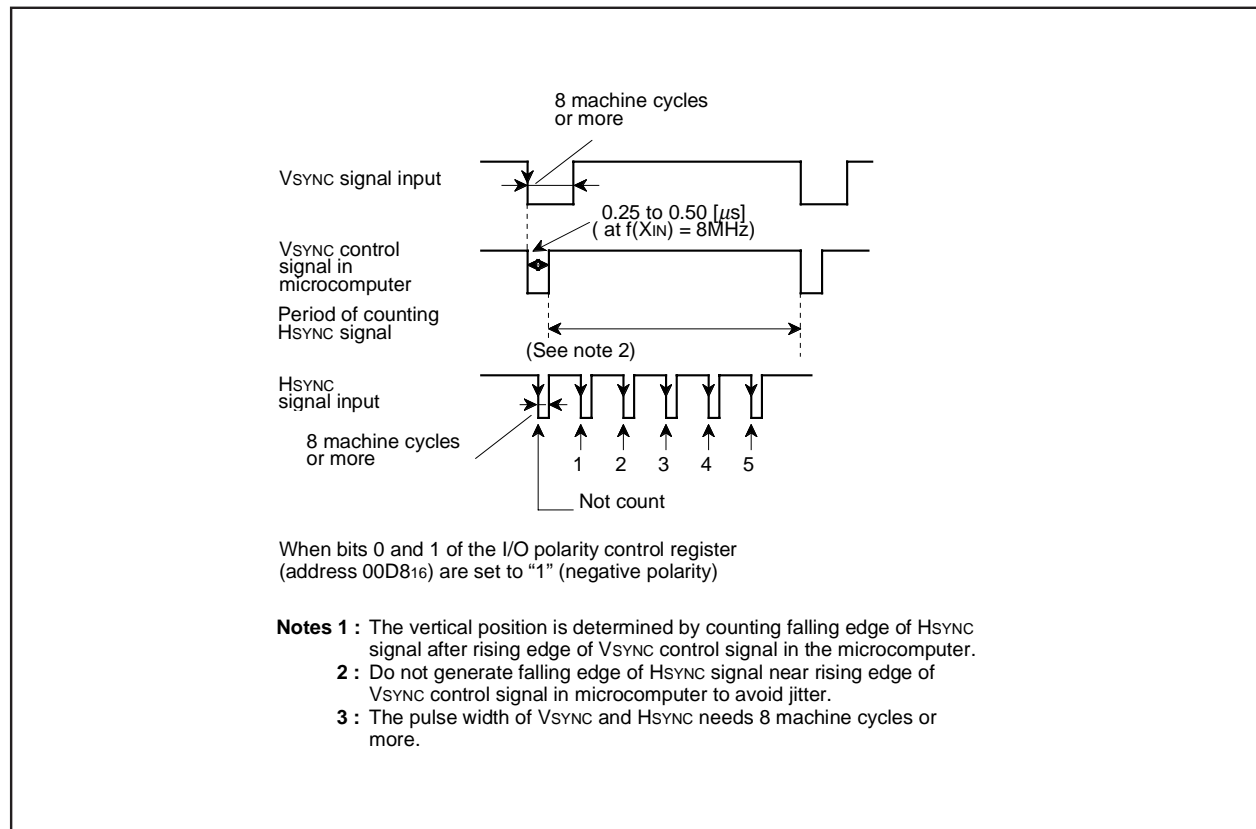 8 machine cycles
or more
VSYNC signal input
0.25 to 0.50 [µs]
( at f(XIN) = 8MHz)
VSYNC control
signal in
microcomputer
Period of counting
HSYNC signal
(See note 2)
HSYNC
signal input
8 machine cycles
or more
1 2 3 4 5
Not count
When bits 0 and 1 of the I/O polarity control register
(address 00D816) are set to “1” (negative polarity)
Notes 1 : The vertical position is determined by counting falling edge of HSYNC
signal after rising edge of VSYNC control signal in the microcomputer.
2 : Do not generate falling edge of HSYNC signal near rising edge of
VSYNC control signal in microcomputer to avoid jitter.
3 : The pulse width of VSYNC and HSYNC needs 8 machine cycles or
more.